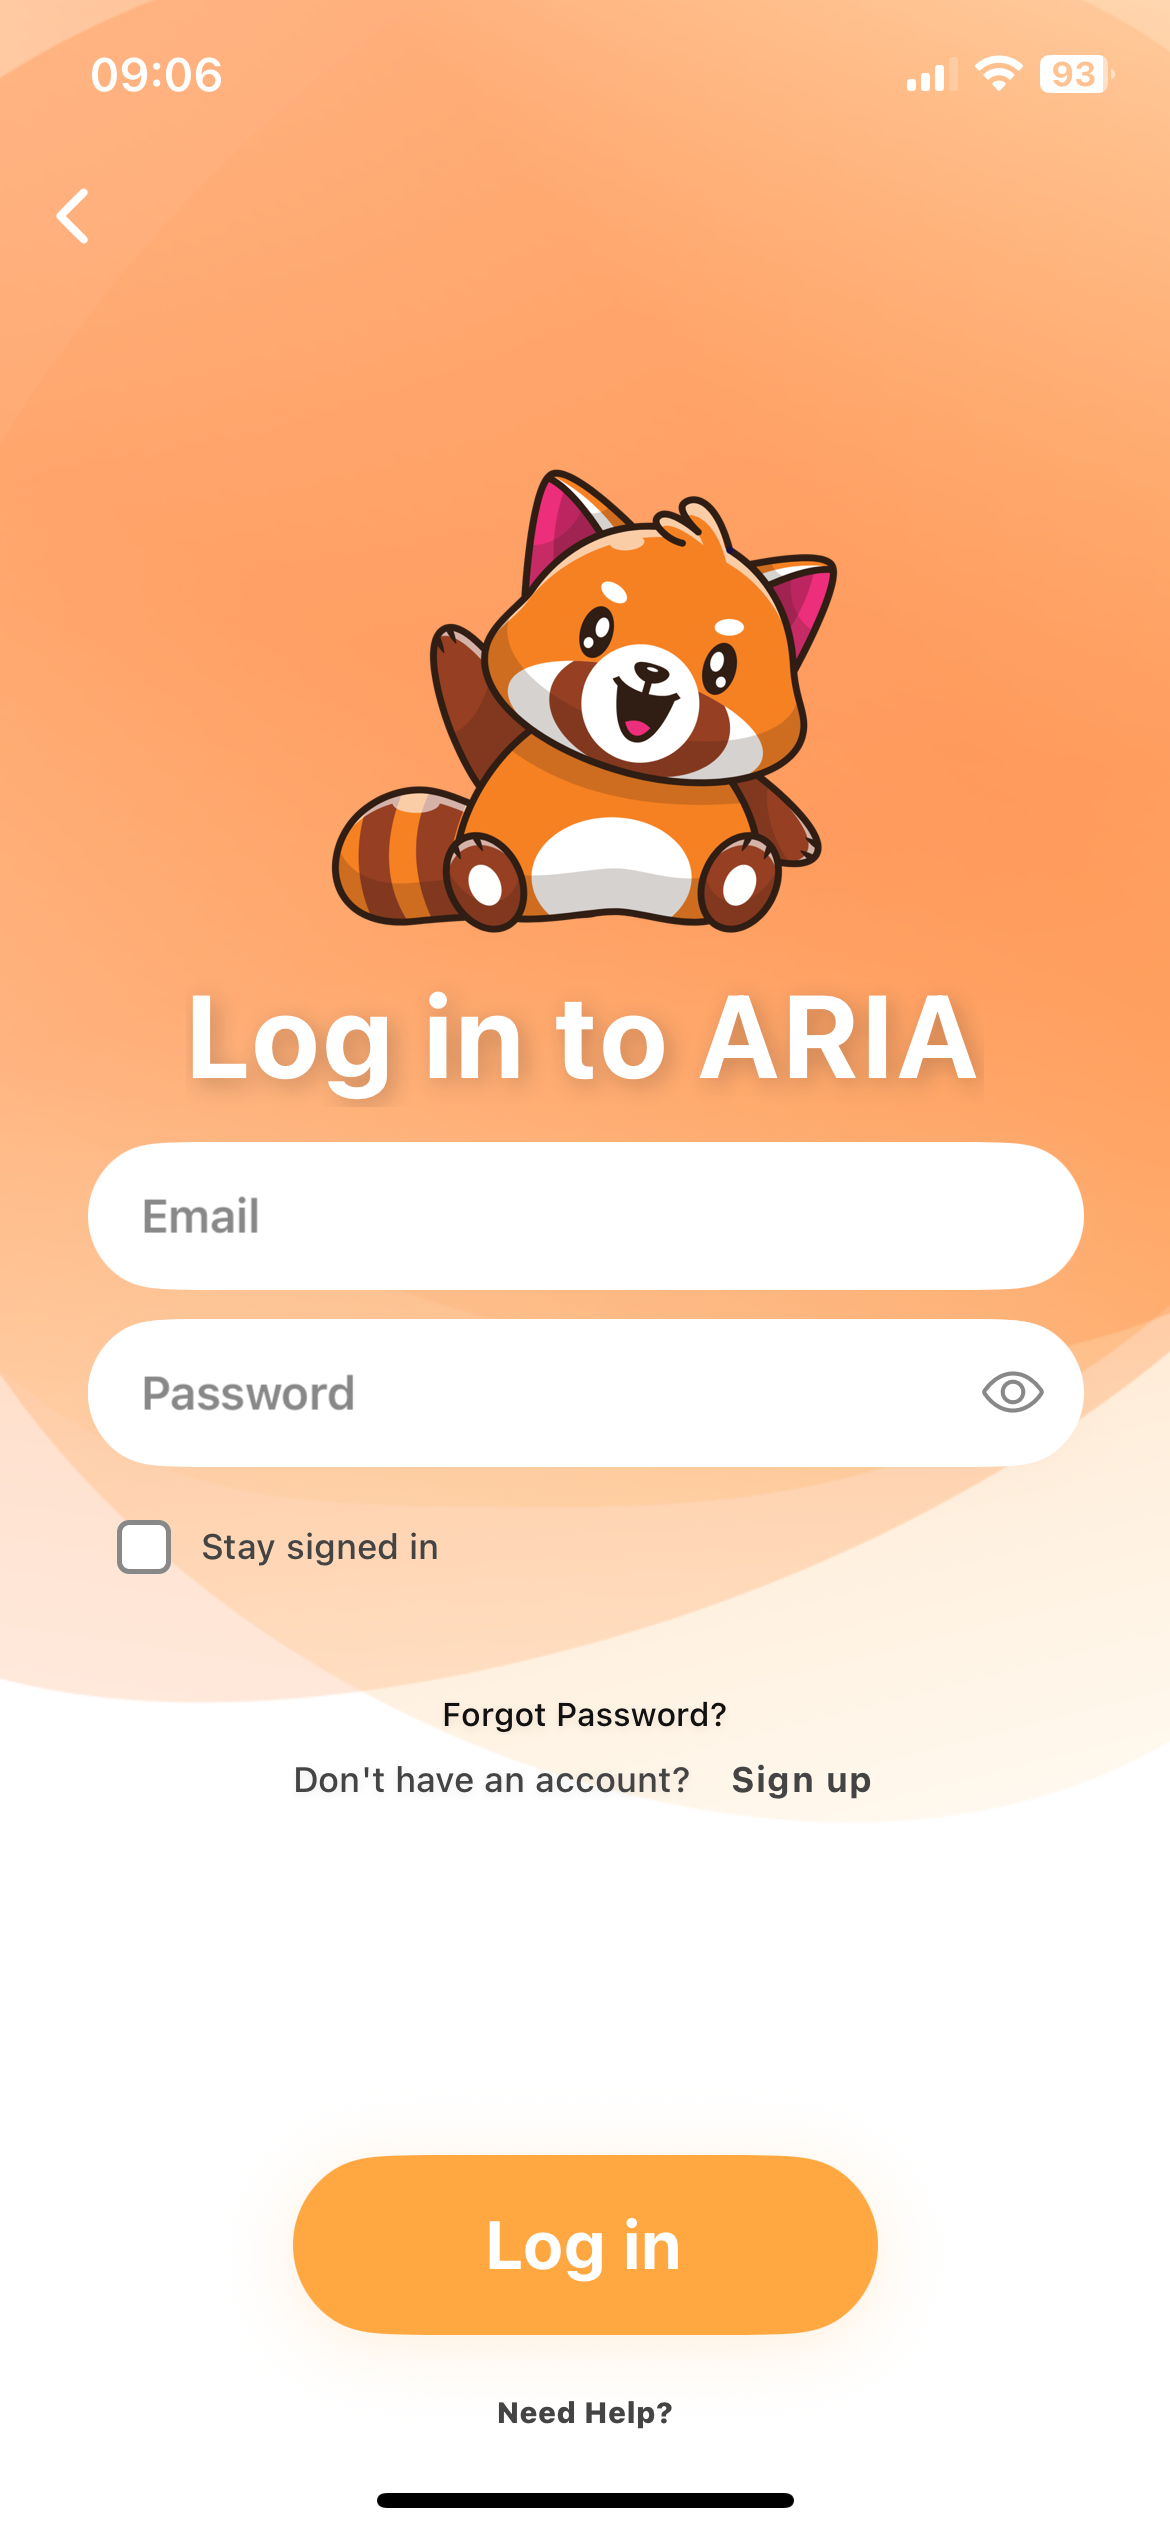 09:06
93
Log in to ARIA
Email
Password
Stay signed in
Forgot Password?
Don't have an account? Sign up
Log in
Need Help?